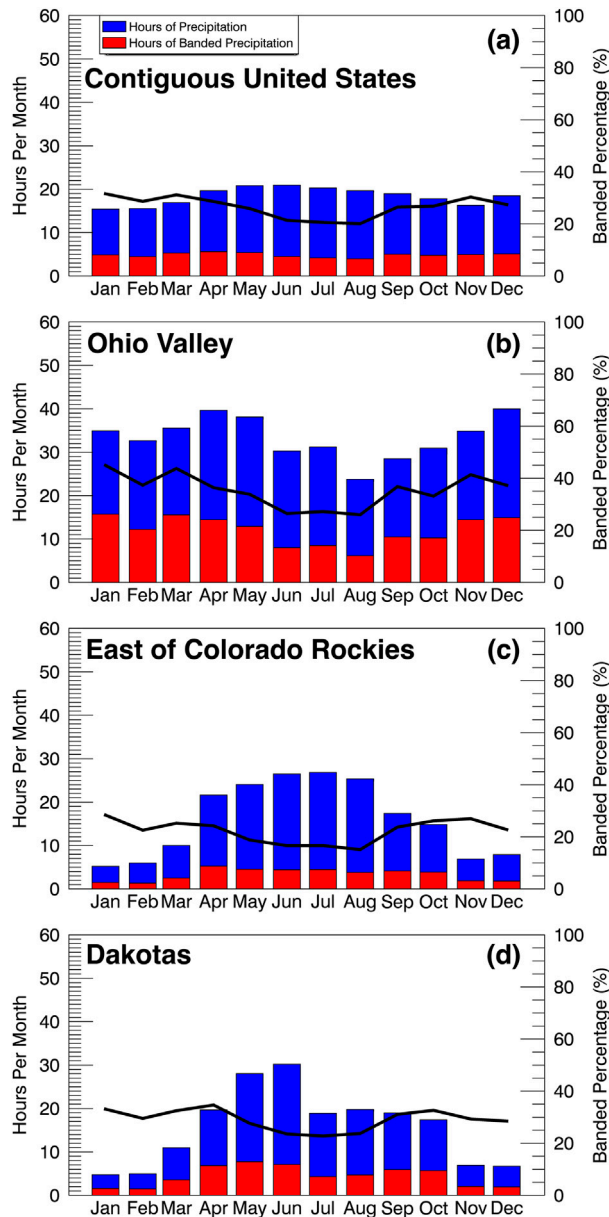 Hours of Precipitation
Hours of Banded Precipitation
(a)
Contiguous United States
Hours Per Month
60
50
40
30
20
10
0
Banded Percentage (%)
100
80
60
40
20
0
Jan Feb Mar Apr May Jun Jul Aug Sep Oct Nov Dec
Ohio Valley
(b)
Hours Per Month
60
50
40
30
20
10
0
Banded Percentage (%)
100
80
60
40
20
0
Jan Feb Mar Apr May Jun Jul Aug Sep Oct Nov Dec
East of Colorado Rockies
(c)
Hours Per Month
60
50
40
30
20
10
0
Banded Percentage (%)
100
80
60
40
20
0
Jan Feb Mar Apr May Jun Jul Aug Sep Oct Nov Dec
Dakotas
(d)
Hours Per Month
60
50
40
30
20
10
0
Banded Percentage (%)
100
80
60
40
20
0
Jan Feb Mar Apr May Jun Jul Aug Sep Oct Nov Dec